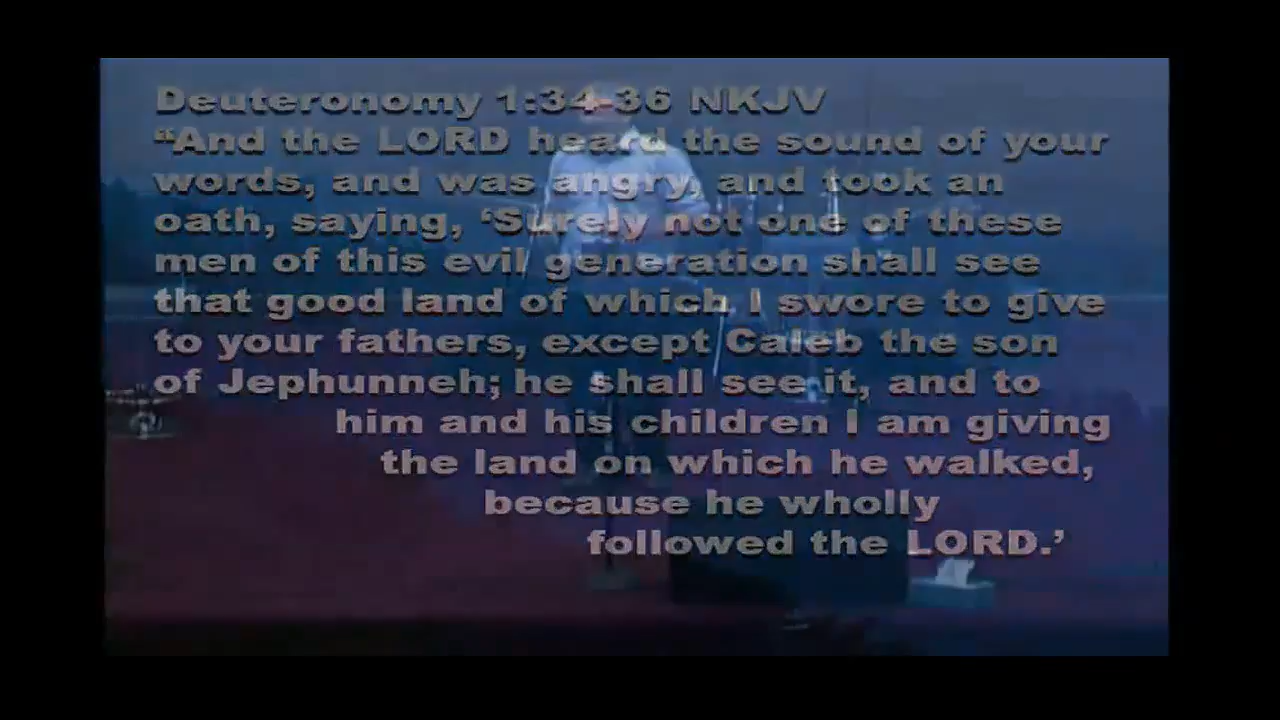 Deuteronomy 1:34-36 NKJV
“And the LORD heard the sound of your
words, and was angry, and took an
oath, saying, ‘Surely not one of these
men of this evil generation shall see
that good land of which I swore to give
to your fathers, except Caleb the son
of Jephunneh; he shall see it, and to
him and his children I am giving
the land on which he walked,
because he wholly
followed the LORD.’